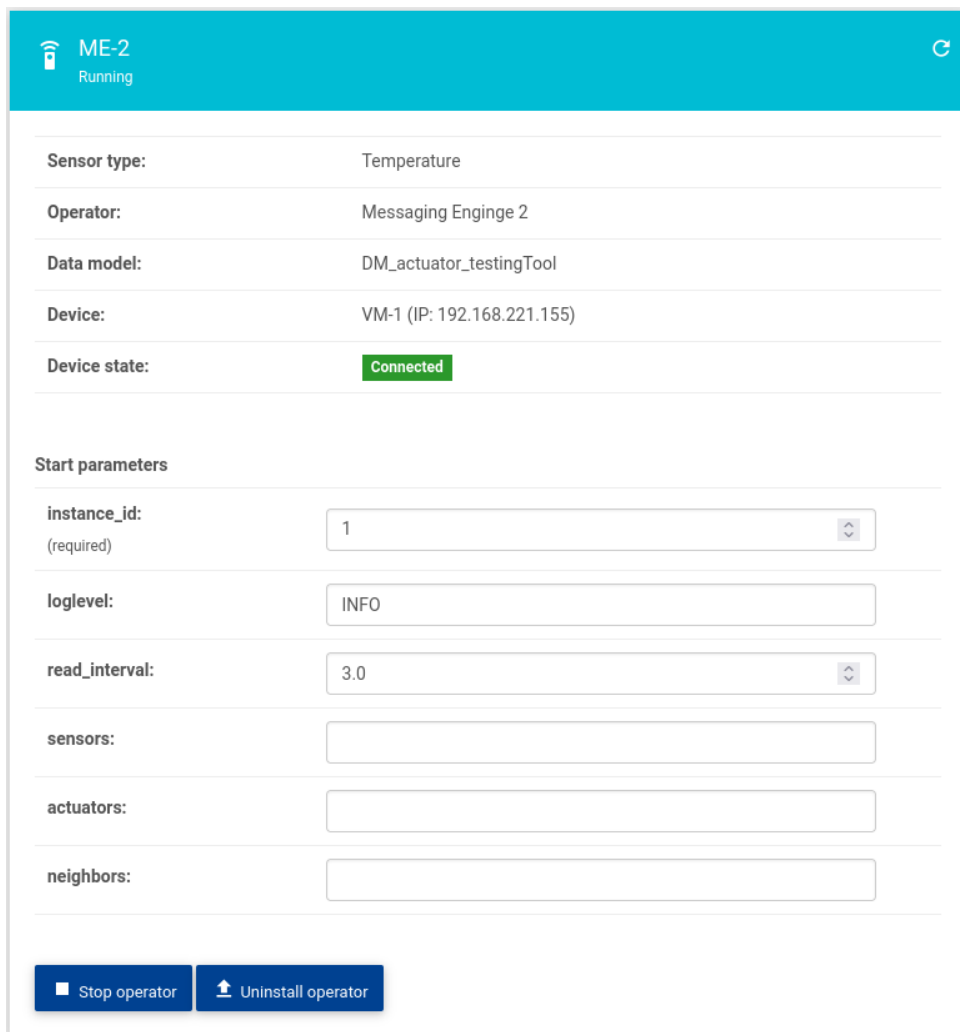 ME-2
Running
Sensor type: Temperature
Operator: Messaging Enginge 2
Data model: DM_actuator_testingTool
Device: VM-1 (IP: 192.168.221.155)
Device state: Connected
Start parameters
instance_id:
(required)
1
loglevel: INFO
read_interval: 3.0
sensors:
actuators:
neighbors:
Stop operator Uninstall operator